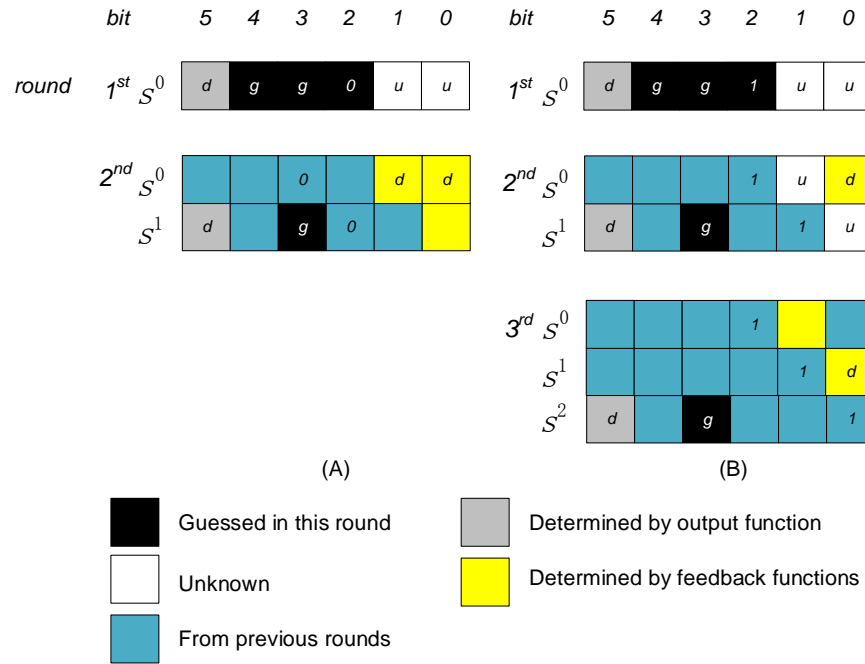 bit 5 4 3 2 1 0 bit 5 4 3 2 1 0
round 1st S0 d g g 0 u u 1st S0 d g g 1 u u
2nd S0 0 d d 2nd S0 1 u d
S1 d g 0 S1 d g 1 u
3rd S0 1
S1 1 d
S2 d g 1
(A) (B)
Guessed in this round Determined by output function
Unknown Determined by feedback functions
From previous rounds